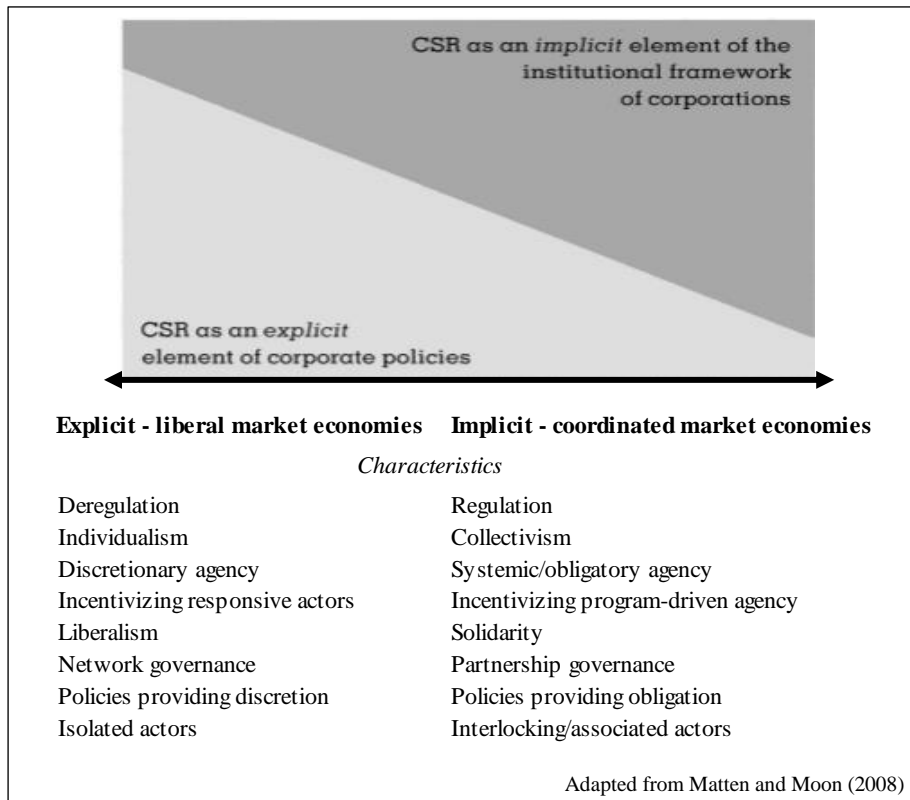 CSR as an implicit element of the
institutional framework
of corporations
CSR as an explicit
element of corporate policies
Explicit - liberal market economies Implicit - coordinated market economies
Characteristics
Deregulation Regulation
Individualism Collectivism
Discretionary agency Systemic/obligatory agency
Incentivizing responsive actors Incentivizing program-driven agency
Liberalism Solidarity
Network governance Partnership governance
Policies providing discretion Policies providing obligation
Isolated actors Interlocking/associated actors
Adapted from Matten and Moon (2008)